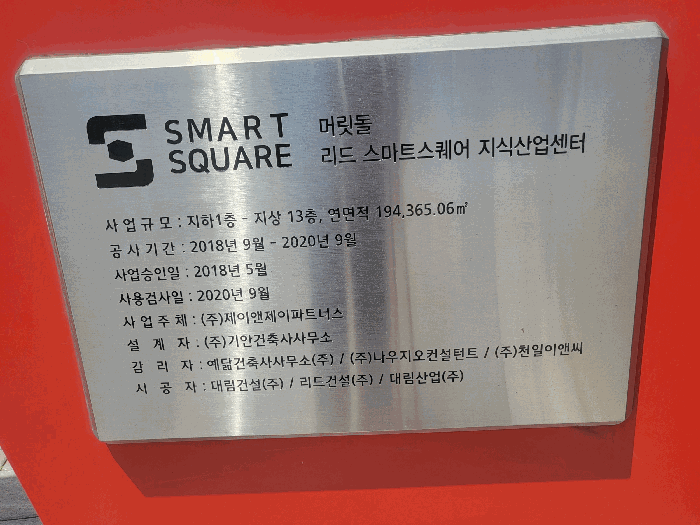 SMART
SQUARE
머릿돌
리드 스마트스퀘어 지식산업센터
사 업 규 모 : 지하1층 - 지상 13층, 연면적 194,365.06㎡
공 사 기 간 : 2018년 9월 - 2020년 9월
사업승인일 : 2018년 5월
사용검사일 : 2020년 9월
사 업 주 체 : (주)제이앤제이파트너스
설 계 자 : (주)기안건축사사무소
감 리 자 : 예닮건축사사무소(주) / (주)나우지오컨설턴트 / (주)천일이앤씨
시 공 자 : 대림건설(주) / 리드건설(주) / 대림산업(주)